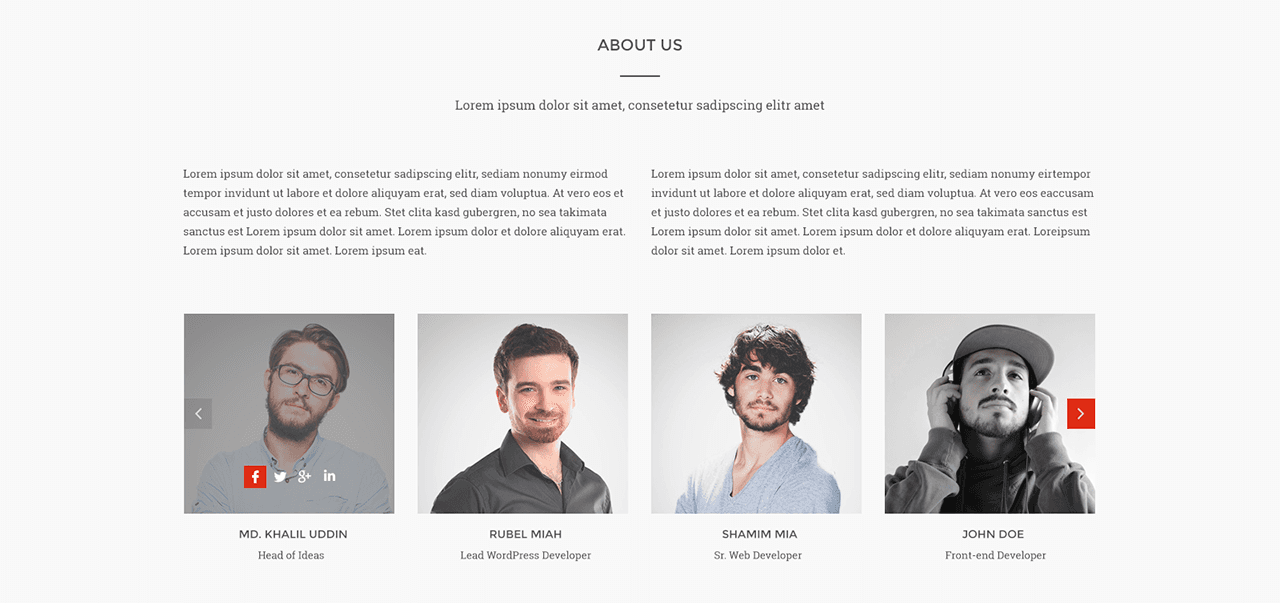 ABOUT US
Lorem ipsum dolor sit amet, consetetur sadipscing elitr amet
Lorem ipsum dolor sit amet, consetetur sadipscing elitr, sediam nonumy eirmod
tempor invidunt ut labore et dolore aliquyam erat, sed diam voluptua. At vero eos et
accusam et justo dolores et ea rebum. Stet clita kasd gubergren, no sea takimata
sanctus est Lorem ipsum dolor sit amet. Lorem ipsum dolor et dolore aliquyam erat.
Lorem ipsum dolor sit amet. Lorem ipsum eat.
Lorem ipsum dolor sit amet, consetetur sadipscing elitr, sediam nonumy eirtempor
invidunt ut labore et dolore aliquyam erat, sed diam voluptua. At vero eos eaccusam
et justo dolores et ea rebum. Stet clita kasd gubergren, no sea takimata sanctus est
Lorem ipsum dolor sit amet. Lorem ipsum dolor et dolore aliquyam erat. Loreipsum
dolor sit amet. Lorem ipsum dolor et.
MD. KHALIL UDDIN
Head of Ideas
RUBEL MIAH
Lead WordPress Developer
SHAMIM MIA
Sr. Web Developer
JOHN DOE
Front-end Developer